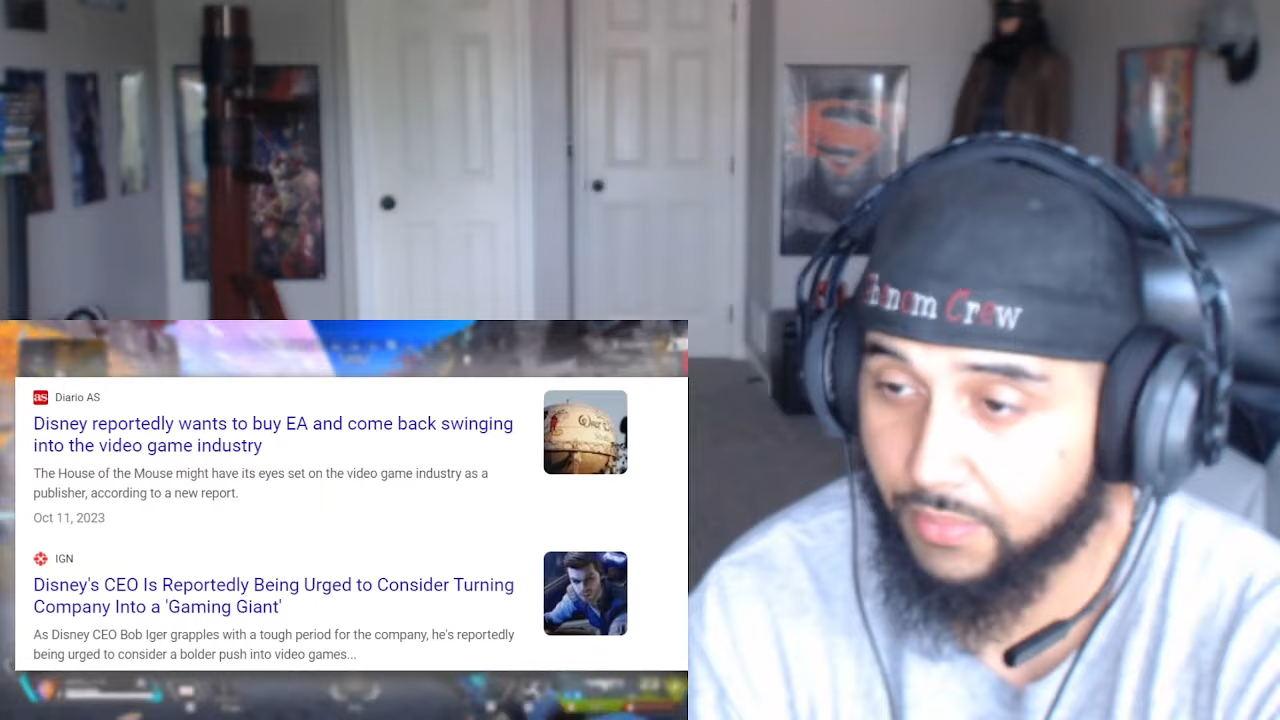 Phenom Crew
as Diario AS
Disney reportedly wants to buy EA and come back swinging
into the video game industry
The House of the Mouse might have its eyes set on the video game industry as a
publisher, according to a new report.
Oct 11, 2023
IGN
Disney's CEO Is Reportedly Being Urged to Consider Turning
Company Into a 'Gaming Giant'
As Disney CEO Bob Iger grapples with a tough period for the company, he's reportedly
being urged to consider a bolder push into video games...